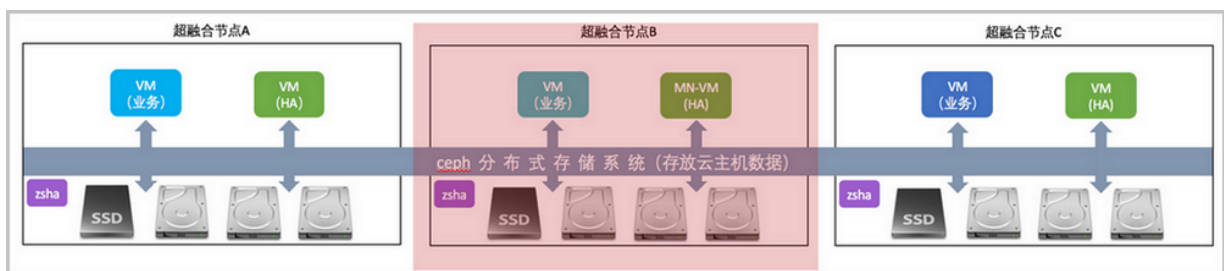 超融合节点A
超融合节点B
超融合节点C
VM
（业务）
VM
(HA)
VM
（业务）
MN-VM
(HA)
VM
（业务）
VM
(HA)
ceph 分 布 式 存 储 系 统（存放云主机数据）
zsha
SSD
zsha
SSD
zsha
SSD